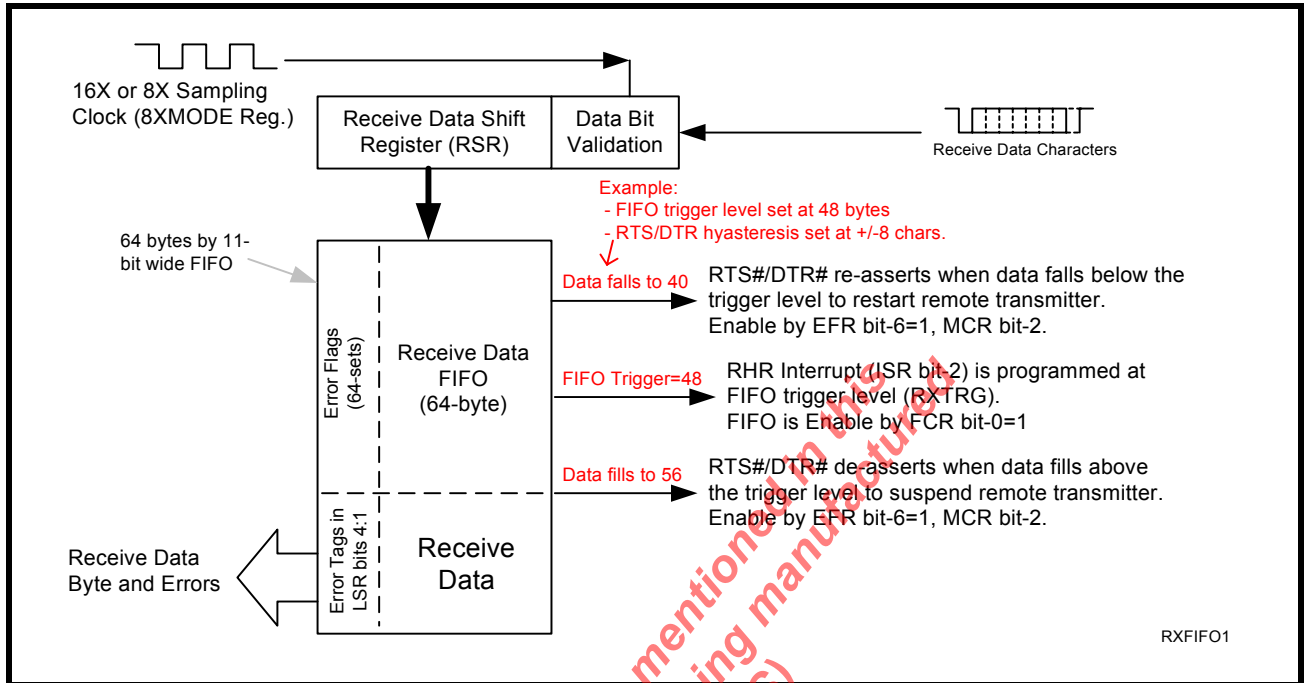 16X or 8X Sampling
Clock (8XMODE Reg.)
Receive Data Shift
Register (RSR)
Data Bit
Validation
Receive Data Characters
Example:
- FIFO trigger level set at 48 bytes
- RTS/DTR hyasteresis set at +/-8 chars.
64 bytes by 11-
bit wide FIFO
Data falls to 40
RTS#/DTR# re-asserts when data falls below the
trigger level to restart remote transmitter.
Enable by EFR bit-6=1, MCR bit-2.
Error Flags
(64-sets)
Receive Data
FIFO
(64-byte)
FIFO Trigger=48
RHR Interrupt (ISR bit-2) is programmed at
FIFO trigger level (RXTRG).
FIFO is Enable by FCR bit-0=1
Data fills to 56
RTS#/DTR# de-asserts when data fills above
the trigger level to suspend remote transmitter.
Enable by EFR bit-6=1, MCR bit-2.
Error Tags in
LSR bits 4:1
Receive
Data
Receive Data
Byte and Errors
RXFIFO1
mentioned in this
ing manufactured